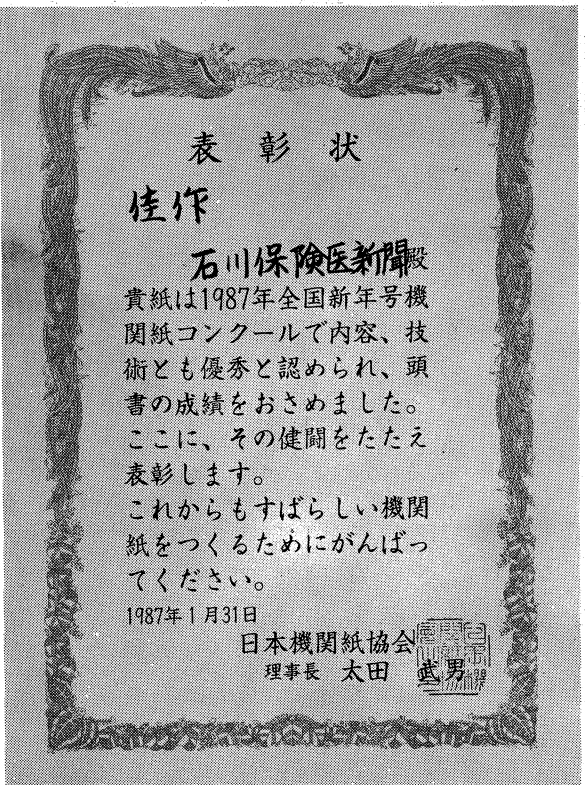 表彰状
佳作
石川保険医新聞殿
貴紙は1987年全国新年号機
関紙コンクールで内容、技
術とも優秀と認められ、頭
書の成績をおさめました。
ここに、その健闘をたたえ
表彰します。
これからもすばらしい機関
紙をつくるためにがんばっ
てください。
1987年1月31日
日本機関紙協会
理事長 太田 武男